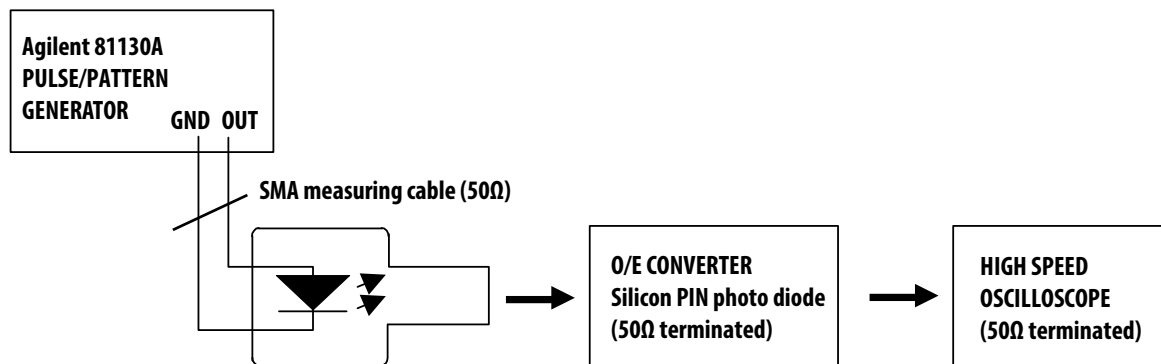 Agilent 81130A
PULSE/PATTERN
GENERATOR
GND OUT
SMA measuring cable (50Ω)
O/E CONVERTER
Silicon PIN photo diode
(50Ω terminated)
HIGH SPEED
OSCILLOSCOPE
(50Ω terminated)